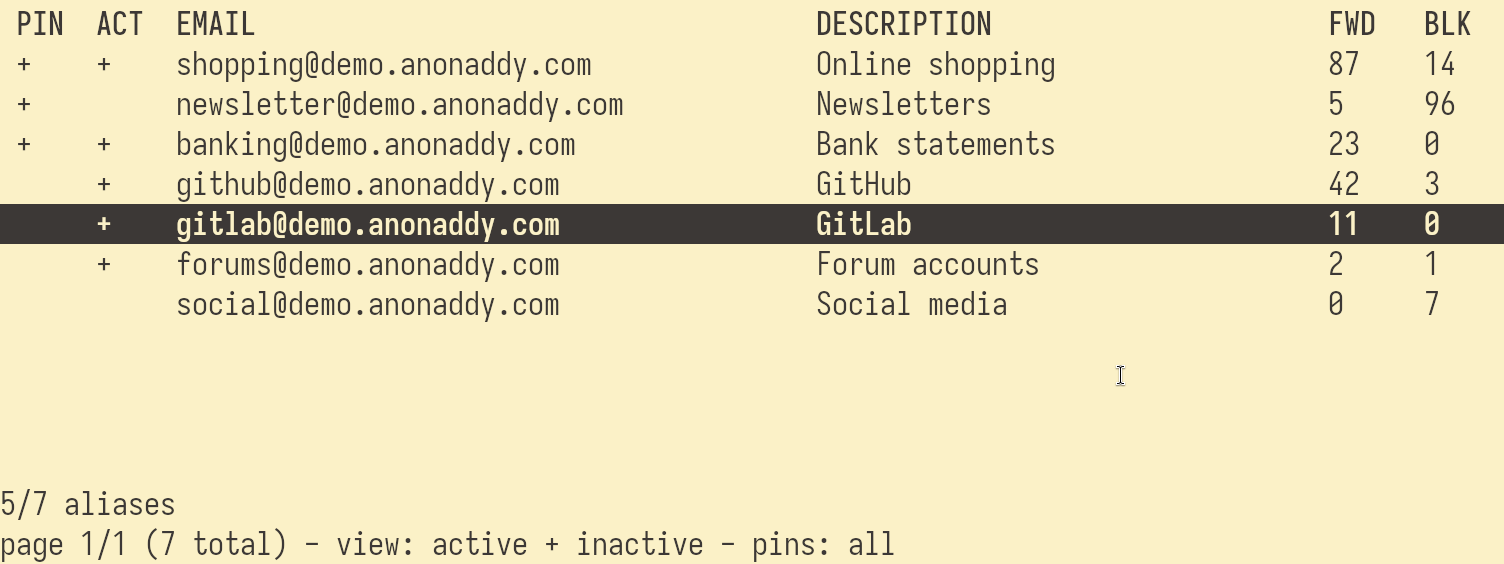 PIN ACT EMAIL DESCRIPTION FWD BLK
+ + shopping@demo.anonaddy.com Online shopping 87 14
+ newsletter@demo.anonaddy.com Newsletters 5 96
+ + banking@demo.anonaddy.com Bank statements 23 0
+ github@demo.anonaddy.com GitHub 42 3
+ gitlab@demo.anonaddy.com GitLab 11 0
+ forums@demo.anonaddy.com Forum accounts 2 1
social@demo.anonaddy.com Social media 0 7
5/7 aliases
page 1/1 (7 total) - view: active + inactive - pins: all